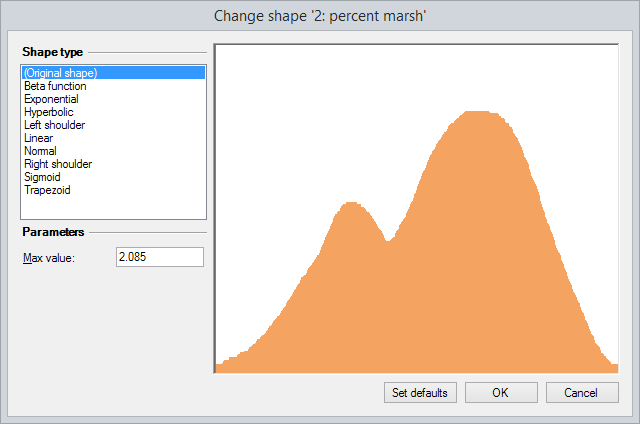 Change shape '2: percent marsh'
Shape type
(Original shape)
Beta function
Exponential
Hyperbolic
Left shoulder
Linear
Normal
Right shoulder
Sigmoid
Trapezoid
Parameters
Max value: 2.085
Set defaults OK Cancel